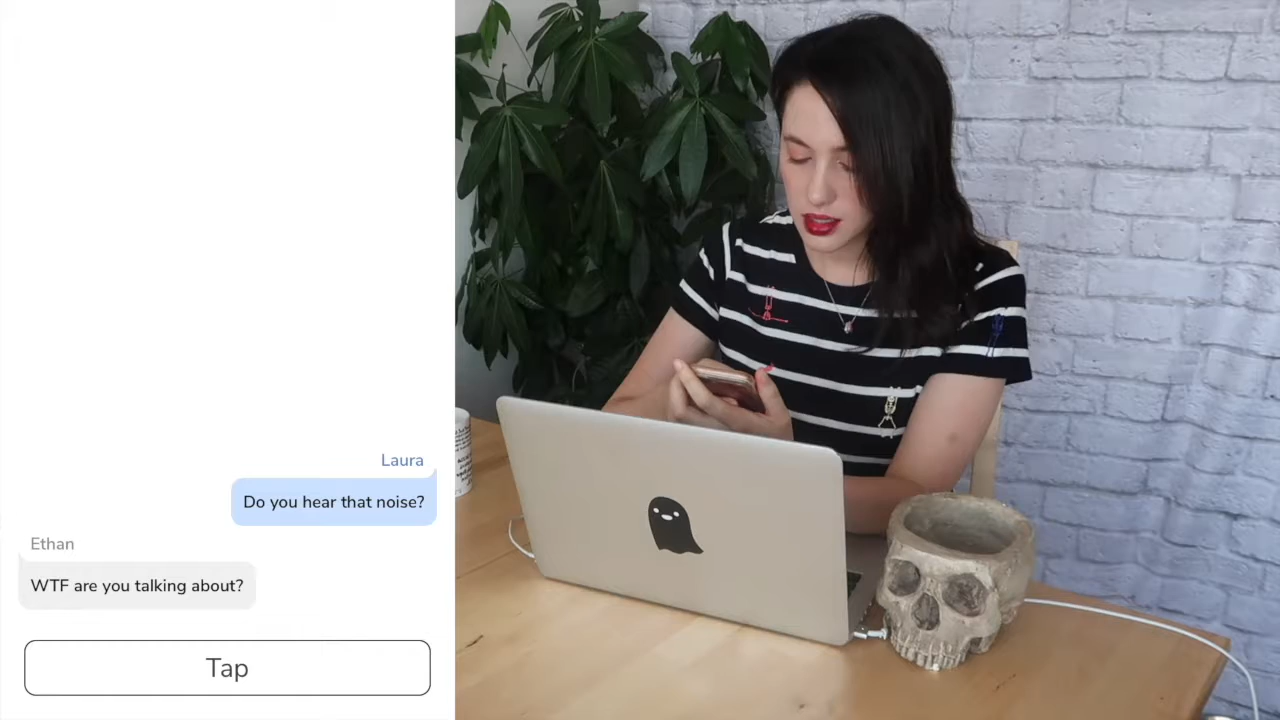 Laura
Do you hear that noise?
Ethan
WTF are you talking about?
Tap